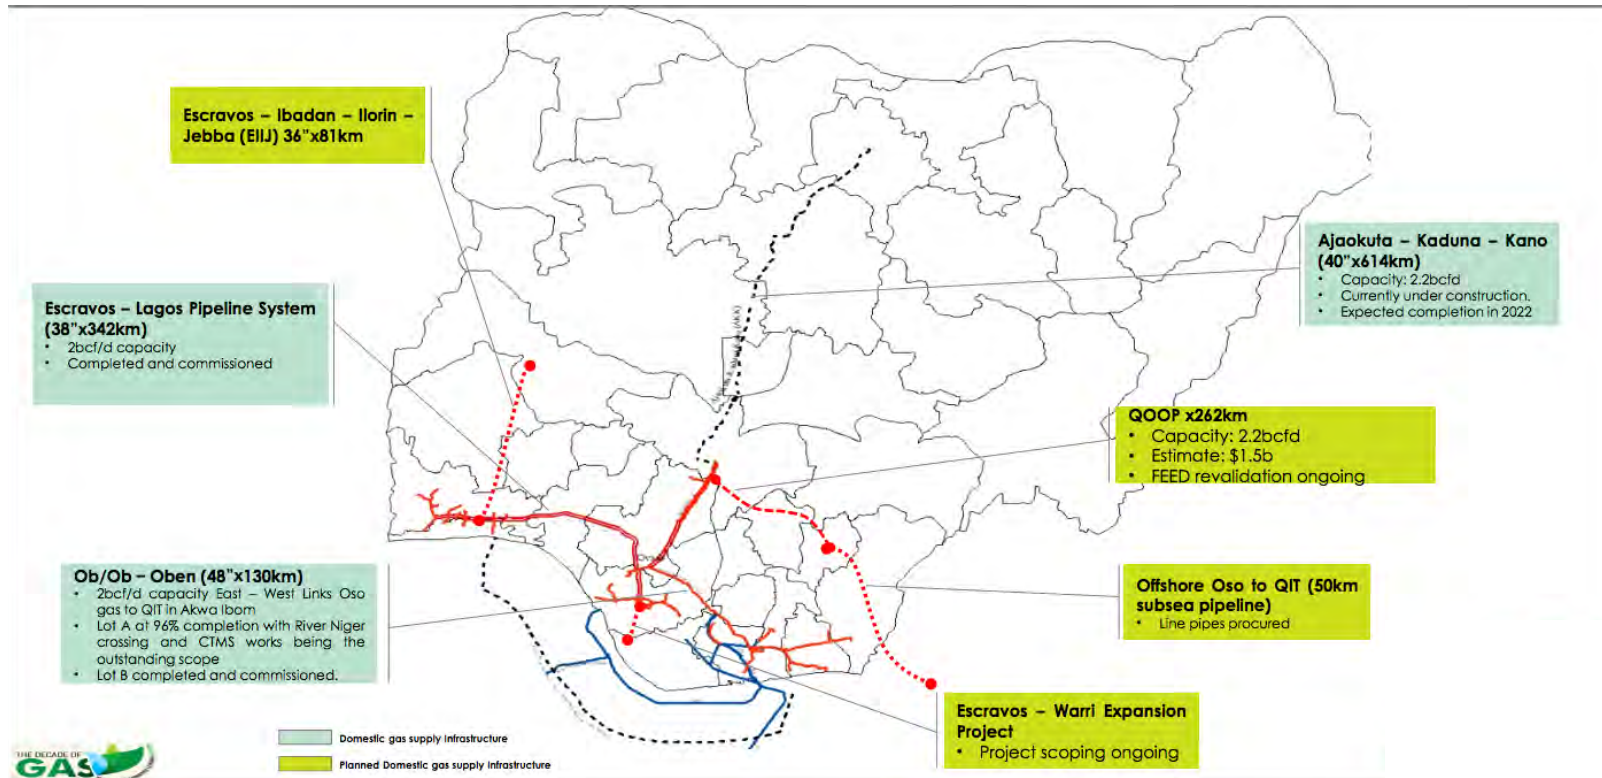 Escravos – Ibadan – Ilorin –
Jebba (EIIJ) 36"x81km
Ajaokuta – Kaduna – Kano
(40"x614km)
• Capacity: 2.2bcfd
• Currently under construction.
• Expected completion in 2022
Escravos – Lagos Pipeline System
(38"x342km)
• 2bcf/d capacity
• Completed and commissioned
QOOP x262km
• Capacity: 2.2bcfd
• Estimate: $1.5b
• FEED revalidation ongoing
Ob/Ob – Oben (48"x130km)
• 2bcf/d capacity East – West Links Oso
gas to QIT in Akwa Ibom
• Lot A at 96% completion with River Niger
crossing and CTMS works being the
outstanding scope
• Lot B completed and commissioned.
Offshore Oso to QIT (50km
subsea pipeline)
• Line pipes procured
Escravos – Warri Expansion
Project
• Project scoping ongoing
Domestic gas supply Infrastructure
Planned Domestic gas supply Infrastructure
THE DECADE OF
GAS